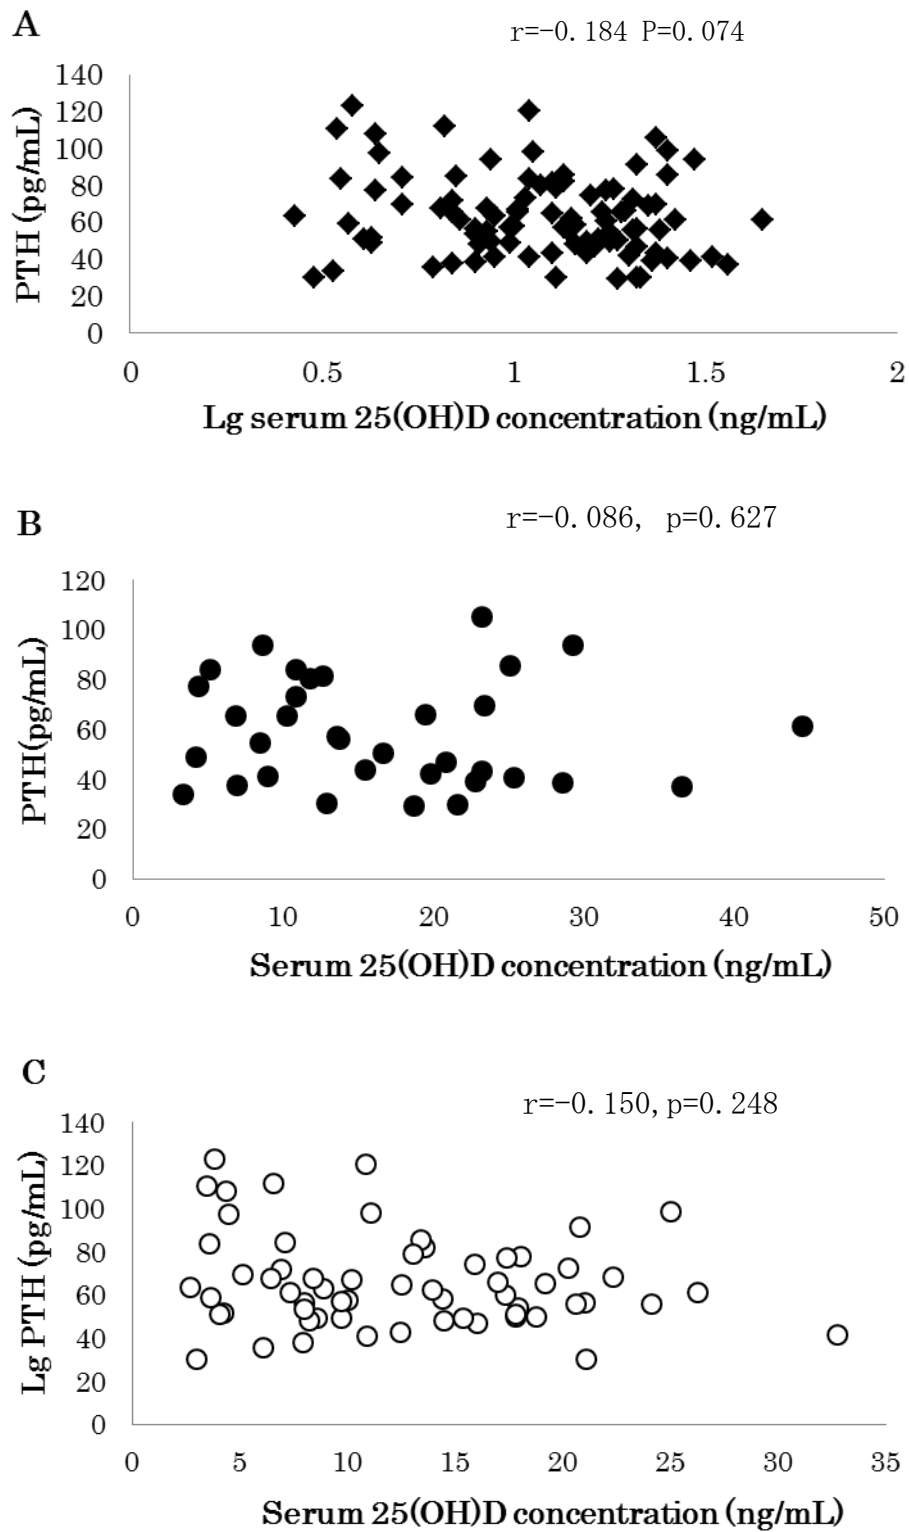 A
r=-0.184 P=0.074
PTH (pg/mL)
140
120
100
80
60
40
20
0
0 0.5 1 1.5 2
Lg serum 25(OH)D concentration (ng/mL)
B
r=-0.086, p=0.627
PTH(pg/mL)
120
100
80
60
40
20
0
0 10 20 30 40 50
Serum 25(OH)D concentration (ng/mL)
C
r=-0.150,p=0.248
Lg PTH (pg/mL)
140
120
100
80
60
40
20
0
0 5 10 15 20 25 30 35
Serum 25(OH)D concentration (ng/mL)